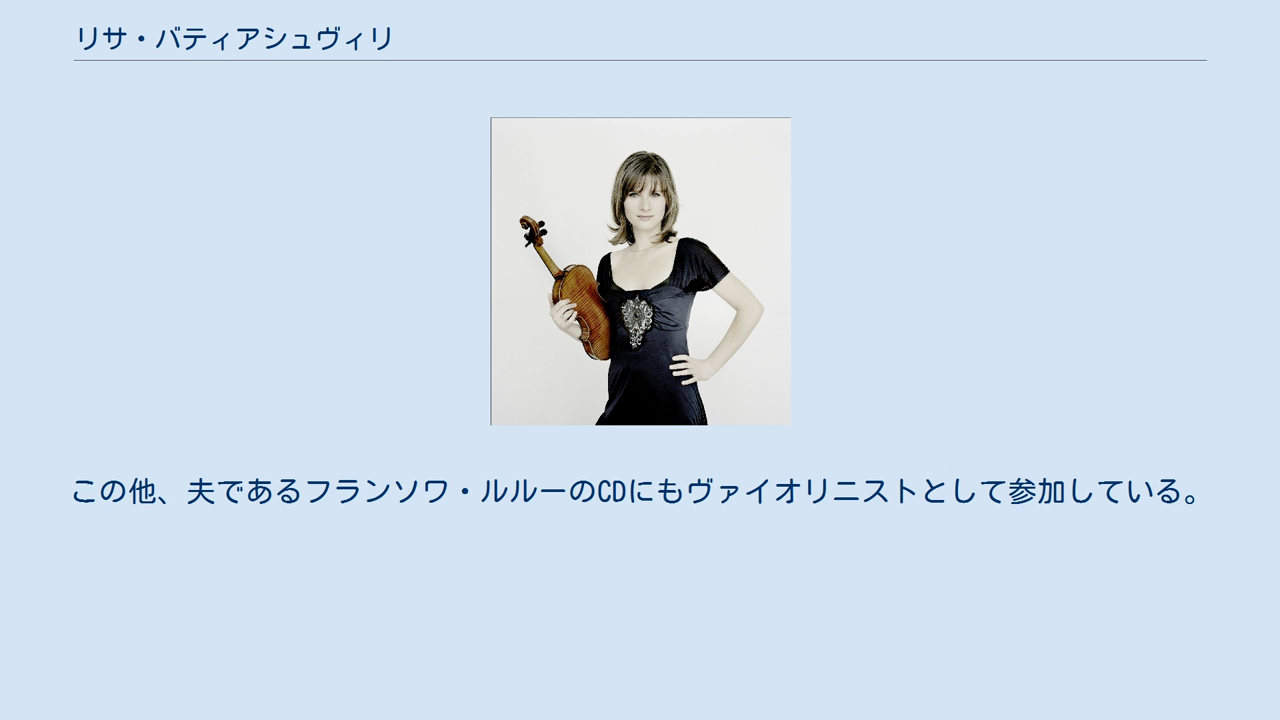 リサ・バティアシュヴィリ
この他、夫であるフランソワ・ルルーのCDにもヴァイオリニストとして参加している。